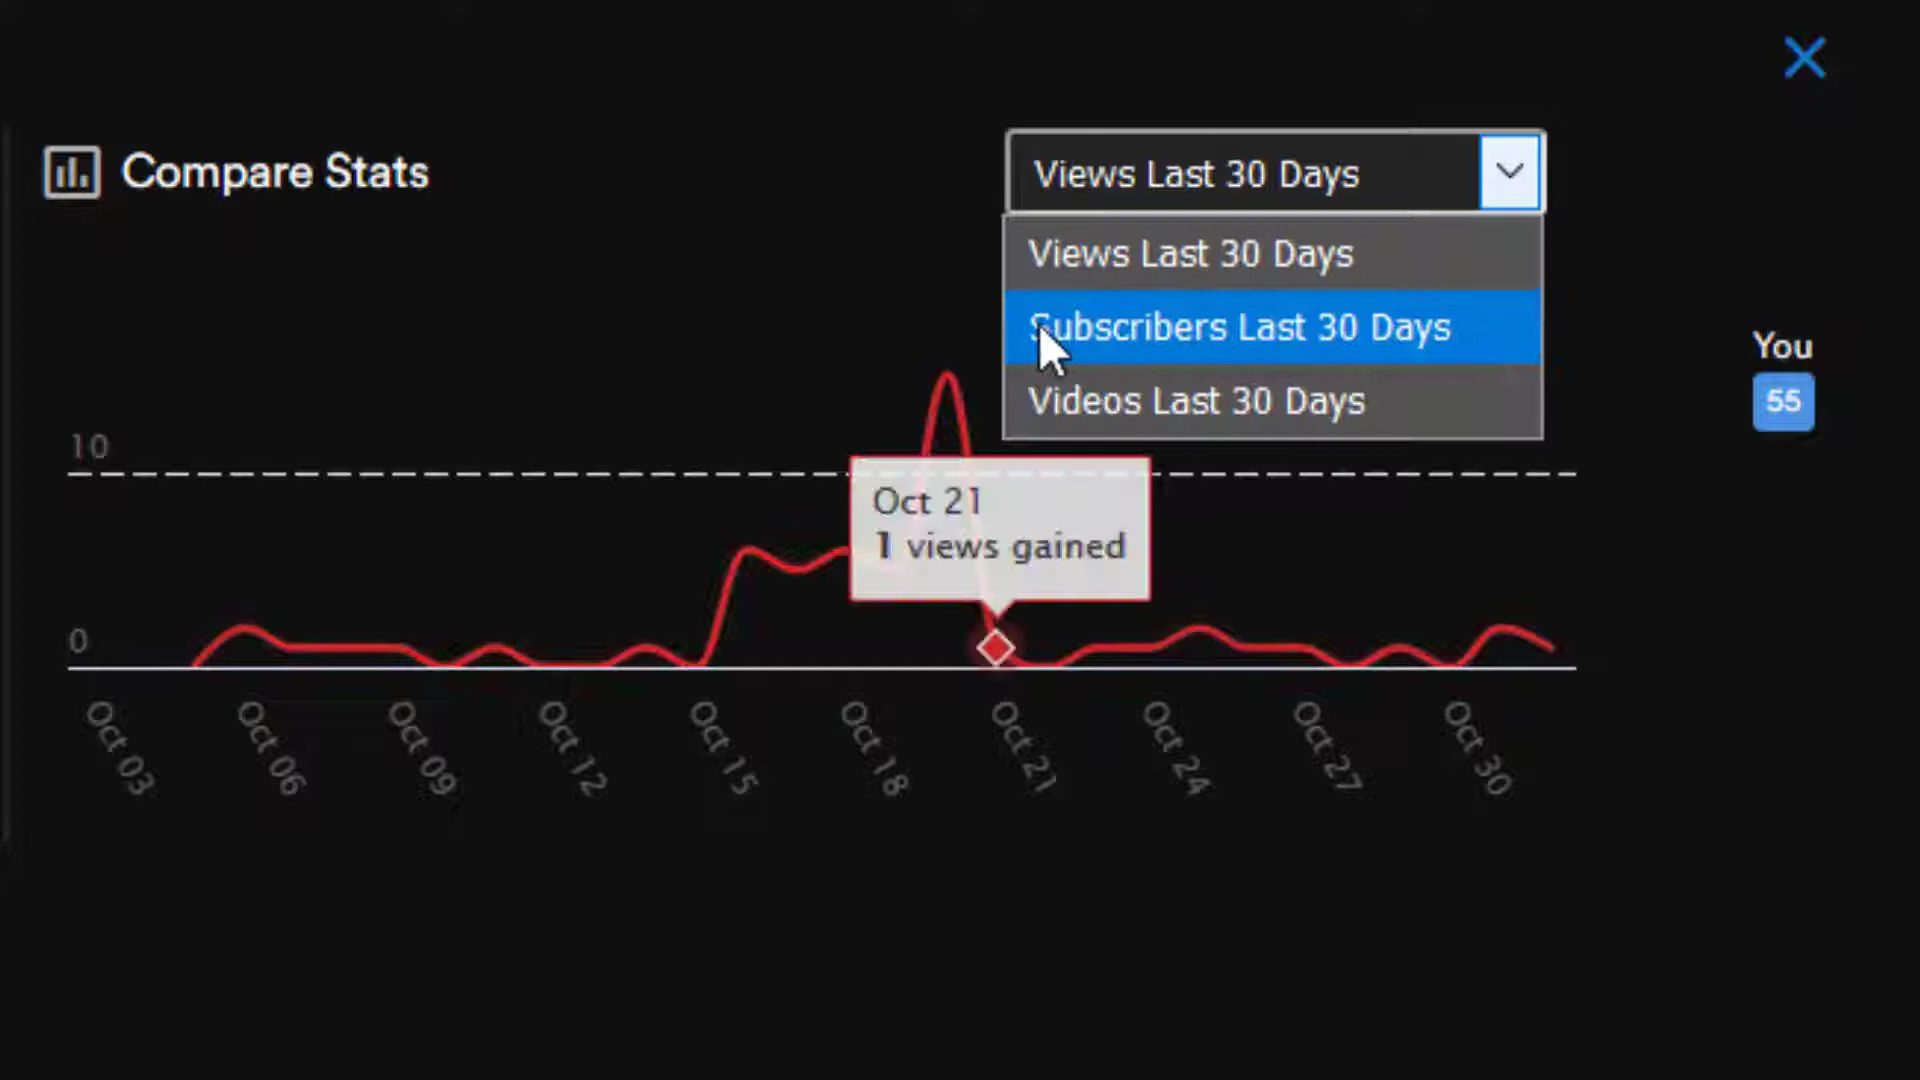 Compare Stats
Views Last 30 Days
Views Last 30 Days
Subscribers Last 30 Days
Videos Last 30 Days
You
55
10
Oct 21
1 views gained
0
Oct 03
Oct 06
Oct 09
Oct 12
Oct 15
Oct 18
Oct 21
Oct 24
Oct 27
Oct 30